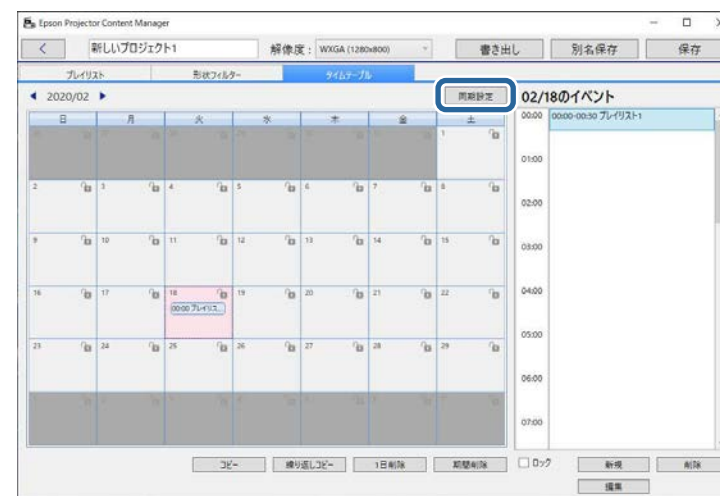 Epson Projector Content Manager
新しいプロジェクト1 解像度： WXGA (1280x800) 書き出し 別名保存 保存
プレイリスト 形状フィルター タイムテーブル
2020/02 同期設定 02/18のイベント
日 月 火 水 木 金 土
00:00 00:00-00:30 プレイリスト1
1
01:00
2 3 4 5 6 7 8
02:00
9 10 11 12 13 14 15
03:00
16 17 18 19 20 21 22
04:00
00:00 プレイリス...
05:00
23 24 25 26 27 28 29
06:00
07:00
コピー 繰り返しコピー 1日削除 期間削除 ロック 新規 削除
編集